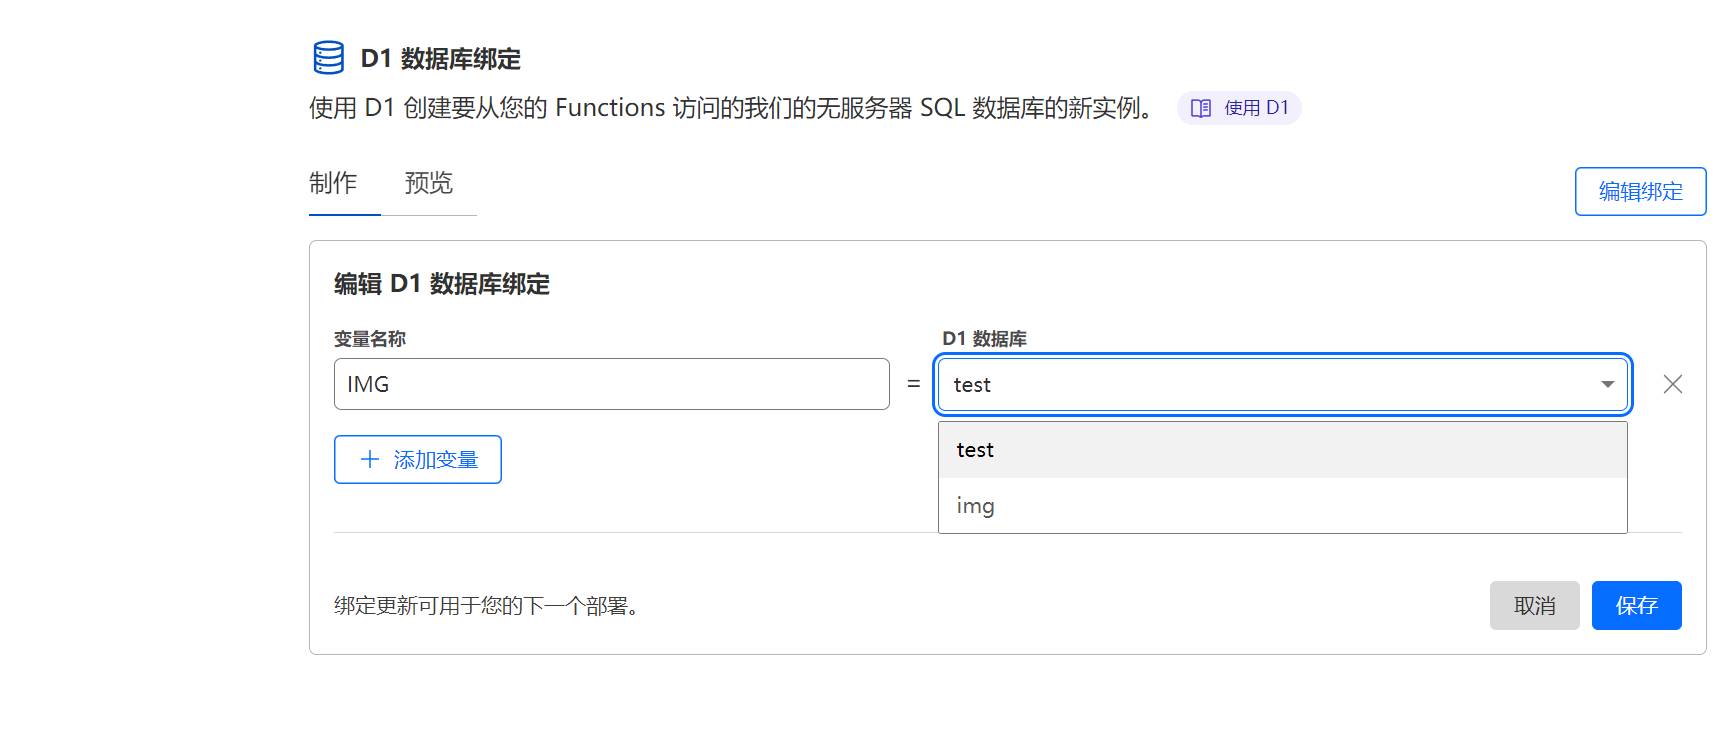 D1 数据库绑定
使用 D1 创建要从您的 Functions 访问的我们的无服务器 SQL 数据库的新实例。 使用 D1
制作 预览
编辑绑定
编辑 D1 数据库绑定
变量名称 D1 数据库
IMG = test
test
添加变量
img
绑定更新可用于您的下一个部署。 取消 保存